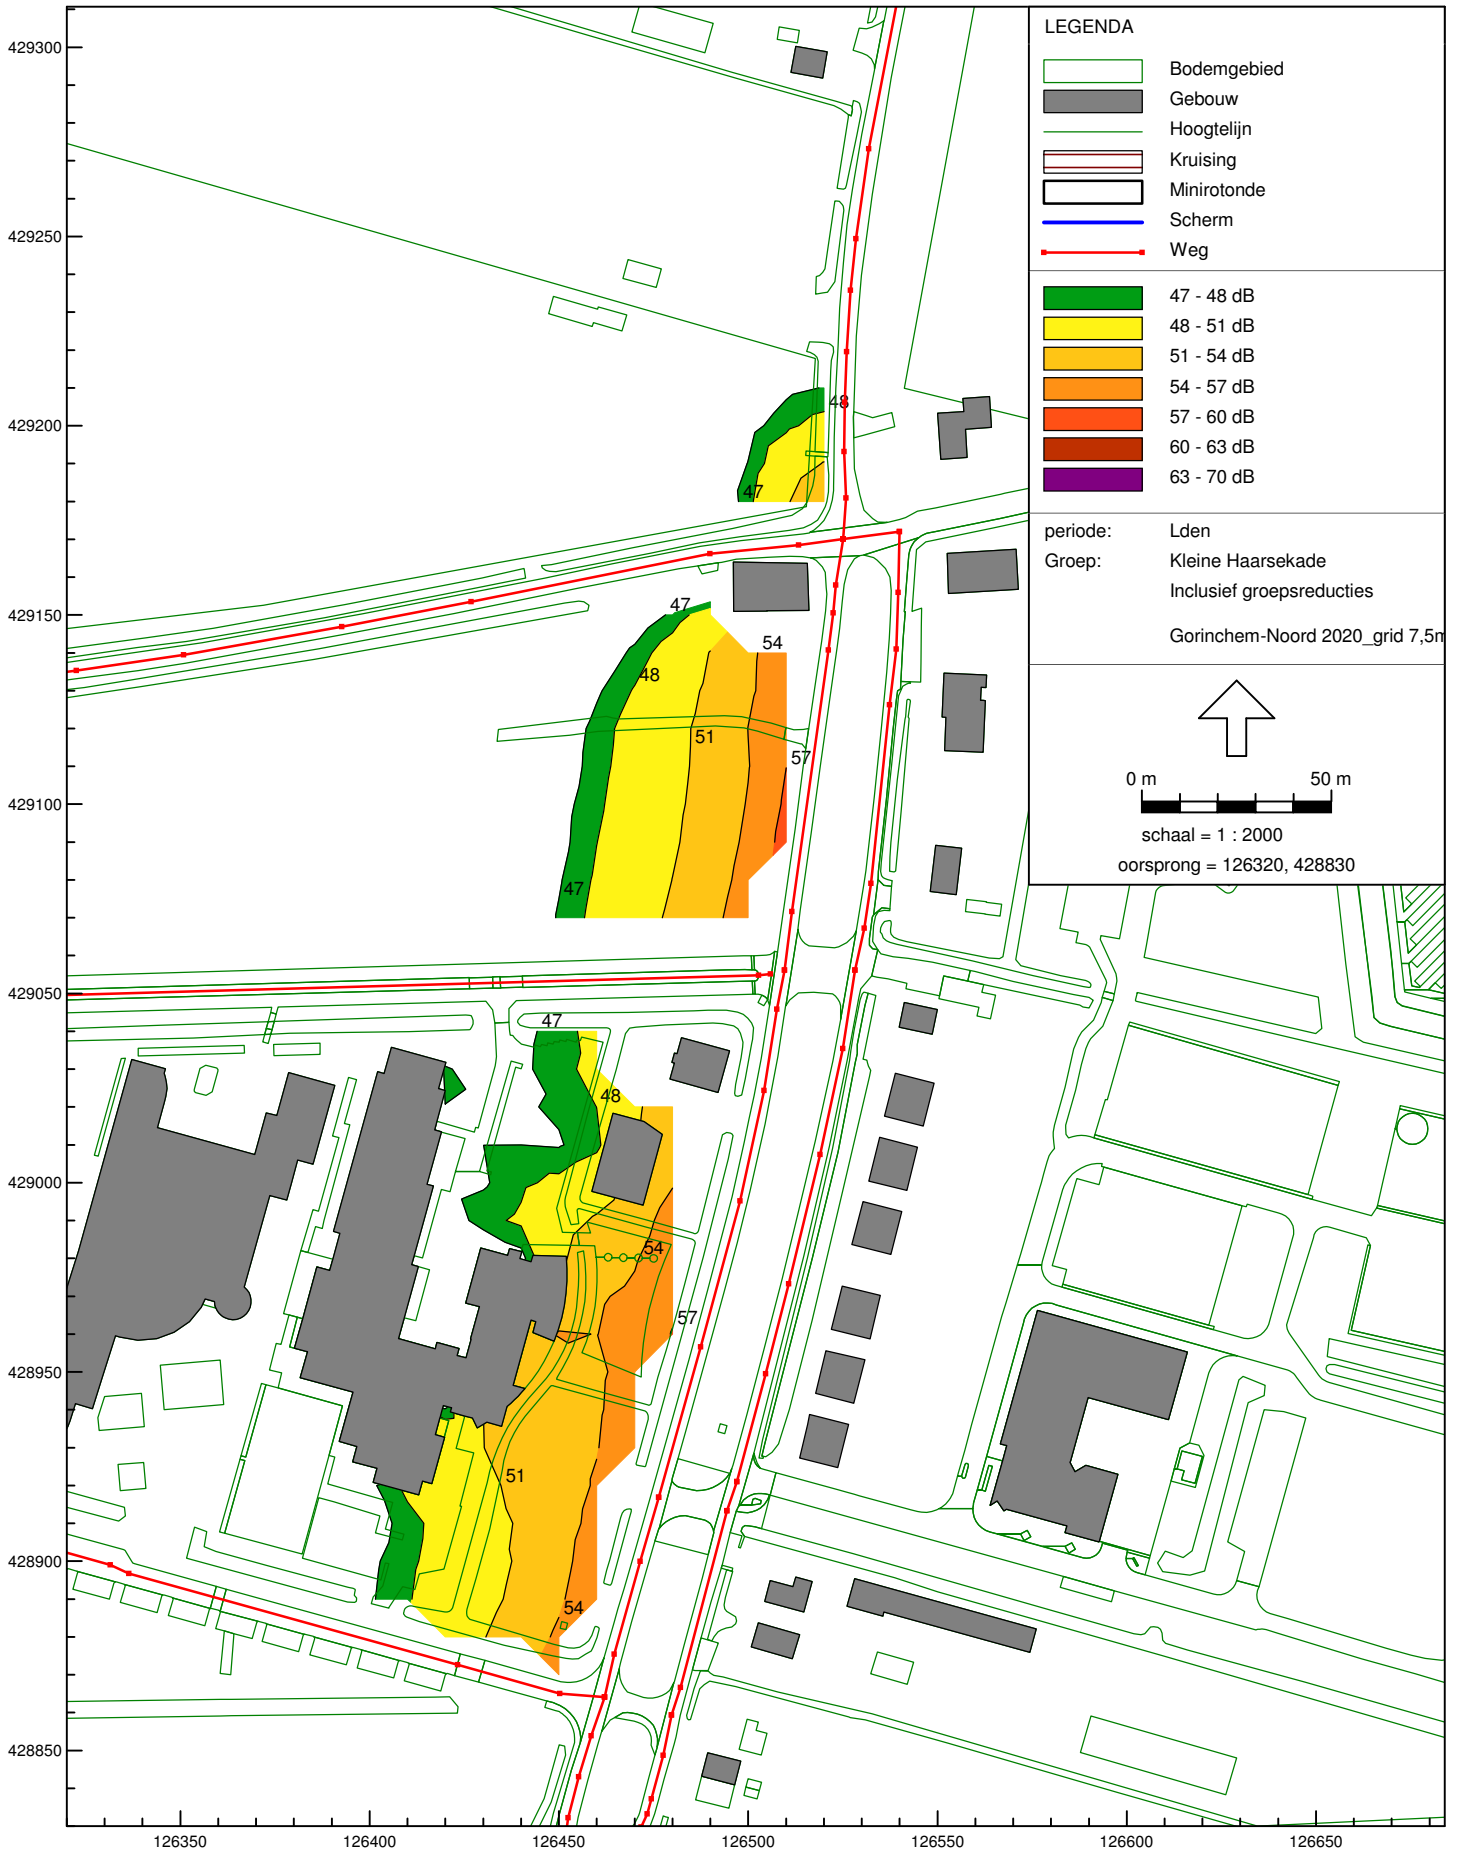 LEGENDA
Bodemgebied
Gebouw
Hoogtelijn
Kruising
Minirotonde
Scherm
Weg
47 - 48 dB
48 - 51 dB
51 - 54 dB
54 - 57 dB
57 - 60 dB
60 - 63 dB
63 - 70 dB
periode: Lden
Groep: Kleine Haarsekade
Inclusief groepsreducties
Gorinchem-Noord 2020_grid 7,5m
0 m 50 m
schaal = 1 : 2000
oorsprong = 126320, 428830
429300
429250
429200
429150
429100
429050
429000
428950
428900
428850
48
47
47
54
48
51
57
47
47
48
54
57
51
54
126350 126400 126450 126500 126550 126600 126650